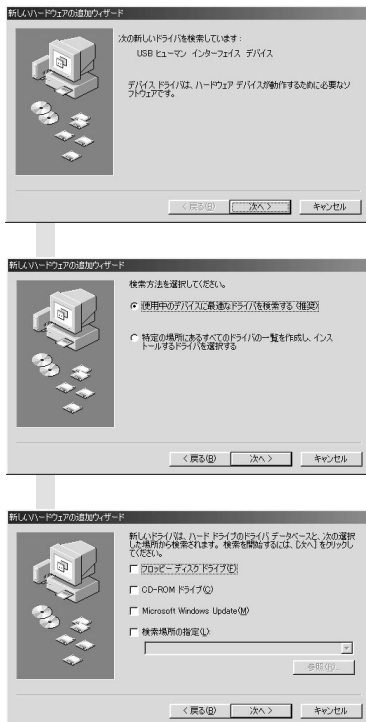 新しいハードウェアの追加ウィザード
次の新しいドライバを検索しています:
USB ヒューマン インターフェイス デバイス
デバイス ドライバは、ハードウェア デバイスが動作するために必要なソ
フトウェアです。
< 戻る(B)
次へ >
キャンセル
新しいハードウェアの追加ウィザード
検索方法を選択してください。
使用中のデバイスに最適なドライバを検索する (推奨)
特定の場所にあるすべてのドライバの一覧を作成し、インス
トールするドライバを選択する
< 戻る(B)
次へ >
キャンセル
新しいハードウェアの追加ウィザード
新しいドライバは、ハード ドライブのドライバ データベースと、次の選択
した場所から検索されます。検索を開始するには、[次へ] をクリックし
てください。
フロッピー ディスク ドライブ(F)
CD-ROM ドライブ(C)
Microsoft Windows Update(M)
検索場所の指定(L):
参照(R)...
< 戻る(B)
次へ >
キャンセル